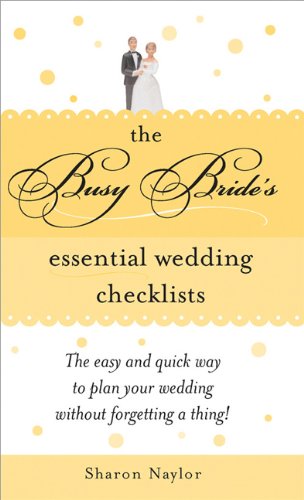 the
Busy Bride's
essential wedding
checklists
The easy and quick way
to plan your wedding
without forgetting a thing!
Sharon Naylor